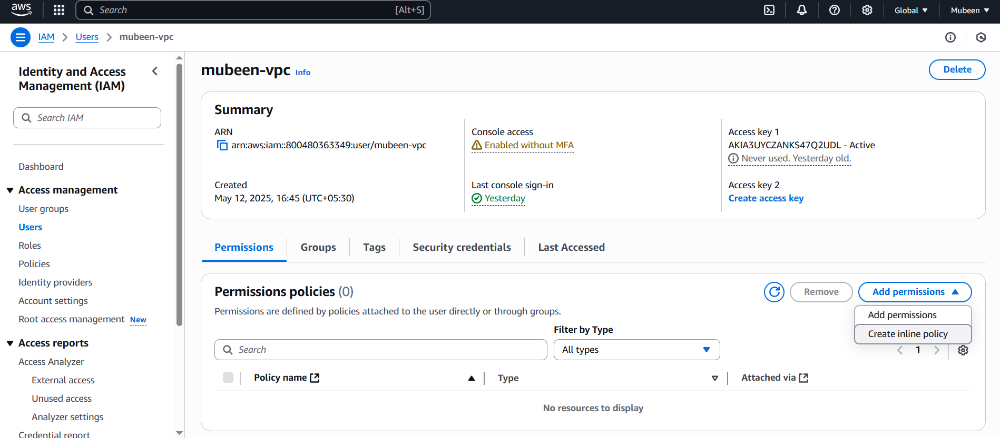 aws
Search
[Alt+S]
Global
Mubeen
IAM
Users
mubeen-vpc
Identity and Access
Management (IAM)
Search IAM
Dashboard
Access management
User groups
Users
Roles
Policies
Identity providers
Account settings
Root access management New
Access reports
Access Analyzer
External access
Unused access
Analyzer settings
Credential report
mubeen-vpc Info
Delete
Summary
ARN
arn:aws:iam::800480363349:user/mubeen-vpc
Created
May 12, 2025, 16:45 (UTC+05:30)
Console access
Enabled without MFA
Last console sign-in
Yesterday
Access key 1
AKIA3UYCZANKS47Q2UDL - Active
Never used. Yesterday old.
Access key 2
Create access key
Permissions
Groups
Tags
Security credentials
Last Accessed
Permissions policies (0)
Permissions are defined by policies attached to the user directly or through groups.
Remove
Add permissions
Add permissions
Create inline policy
Filter by Type
Search
All types
1
Policy name
Type
Attached via
No resources to display